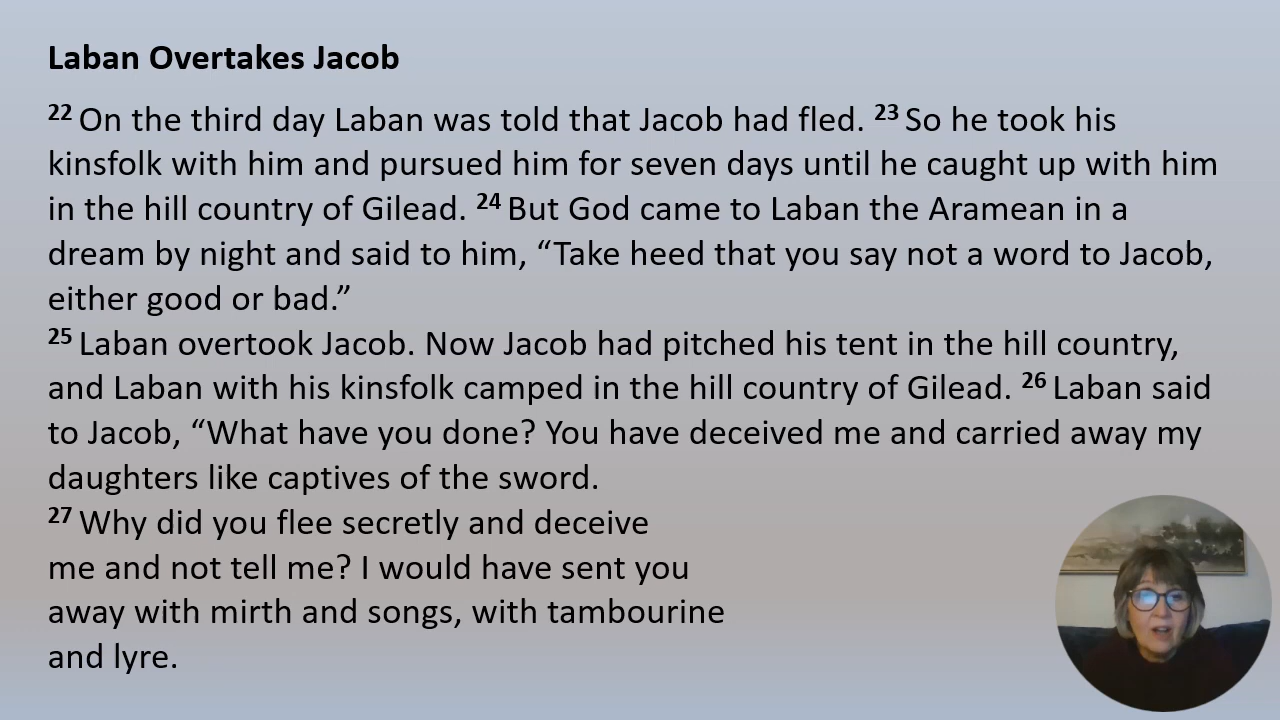 Laban Overtakes Jacob
22 On the third day Laban was told that Jacob had fled. 23 So he took his
kinsfolk with him and pursued him for seven days until he caught up with him
in the hill country of Gilead. 24 But God came to Laban the Aramean in a
dream by night and said to him, “Take heed that you say not a word to Jacob,
either good or bad.”
25 Laban overtook Jacob. Now Jacob had pitched his tent in the hill country,
and Laban with his kinsfolk camped in the hill country of Gilead. 26 Laban said
to Jacob, “What have you done? You have deceived me and carried away my
daughters like captives of the sword.
27 Why did you flee secretly and deceive
me and not tell me? I would have sent you
away with mirth and songs, with tambourine
and lyre.